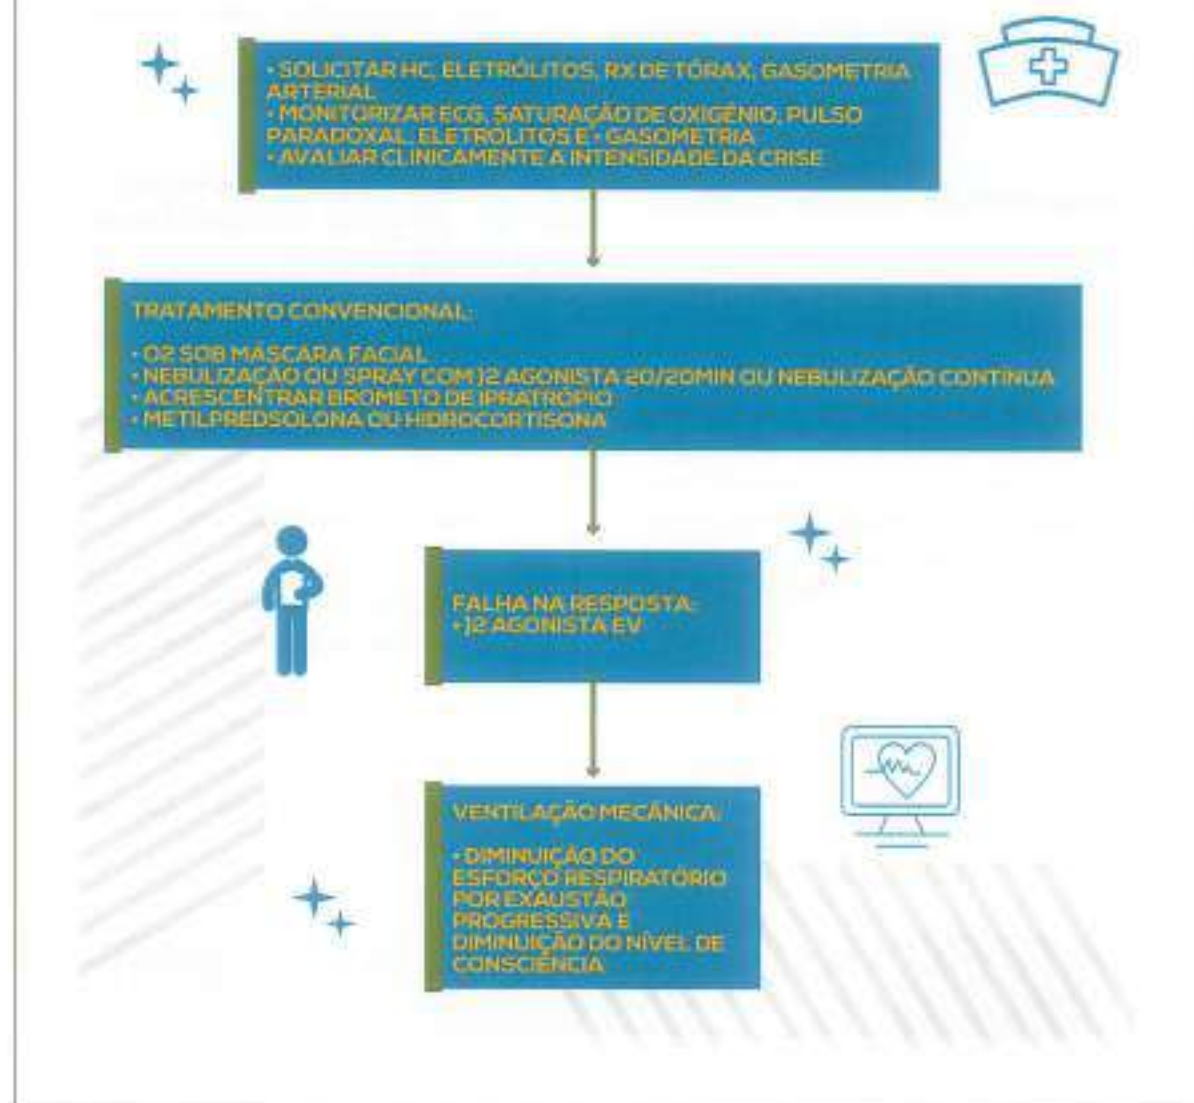 • SOLICITAR HC, ELETRÓLITOS, RX DE TÓRAX, GASOMETRIA
ARTERIAL
• MONITORIZAR ECG, SATURAÇÃO DE OXIGÊNIO, PULSO
PARADOXAL, ELETRÓLITOS E • GASOMETRIA
• AVALIAR CLINICAMENTE A INTENSIDADE DA CRISE
TRATAMENTO CONVENCIONAL:
• O2 SOB MÁSCARA FACIAL
• NEBULIZAÇÃO OU SPRAY COM ]2 AGONISTA 20/20MIN OU NEBULIZAÇÃO CONTÍNUA
• ACRESCENTRAR BROMETO DE IPRATRÓPIO
• METILPREDSOLONA OU HIDROCORTISONA
FALHA NA RESPOSTA:
• ]2 AGONISTA EV
VENTILAÇÃO MECÂNICA:
• DIMINUIÇÃO DO
ESFORÇO RESPIRATÓRIO
POR EXAUSTÃO
PROGRESSIVA E
DIMINUIÇÃO DO NÍVEL DE
CONSCIÊNCIA